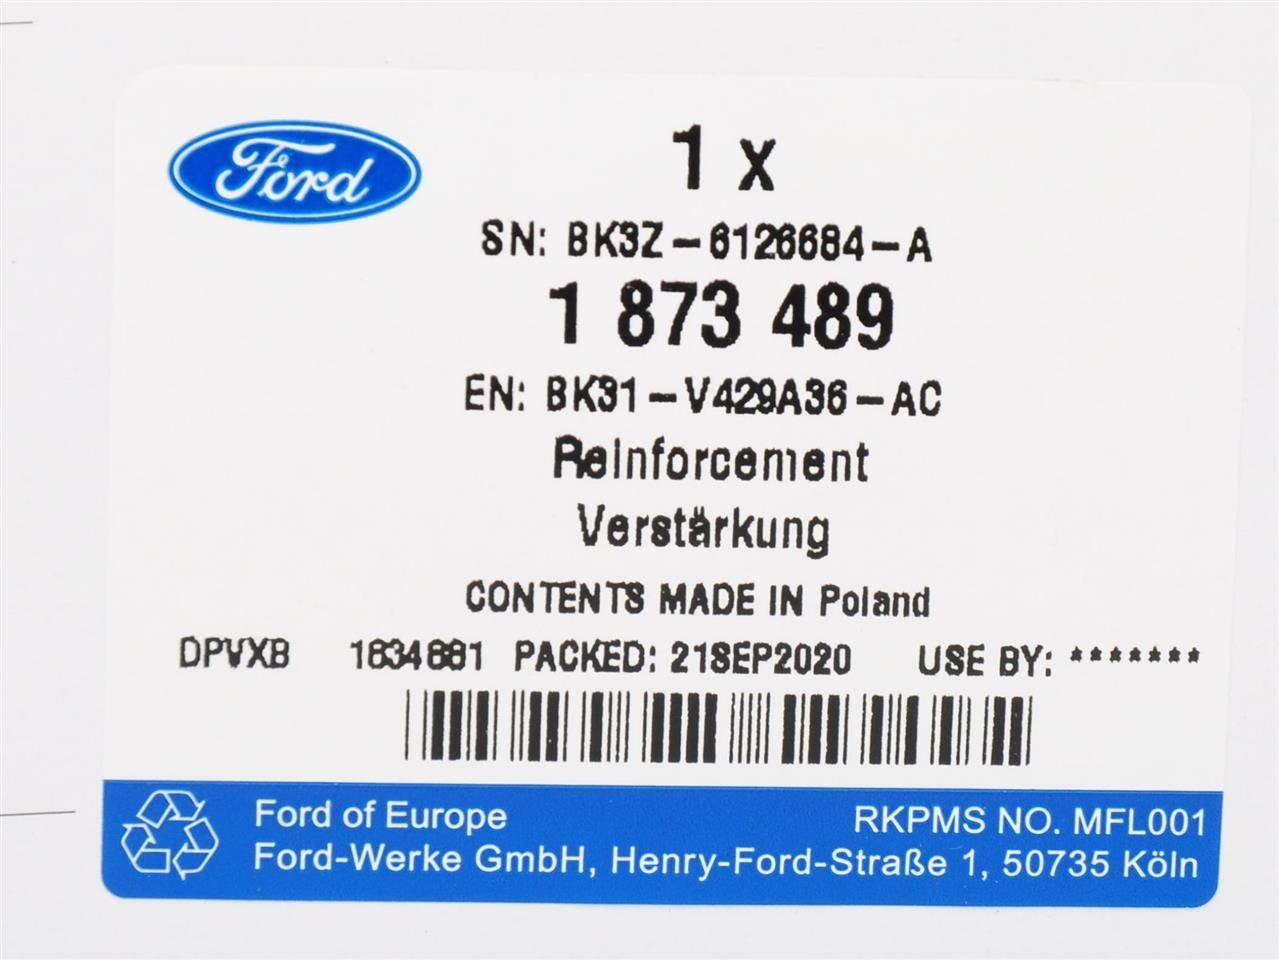 Ford
1 x
SN: BK3Z-6126684-A
1 873 489
EN: BK31-V429A36-AC
Reinforcement
Verstärkung
CONTENTS MADE IN Poland
DPVXB 1634681 PACKED: 21SEP2020 USE BY: *******
Ford of Europe RKPMS NO. MFL001
Ford-Werke GmbH, Henry-Ford-Straße 1, 50735 Köln